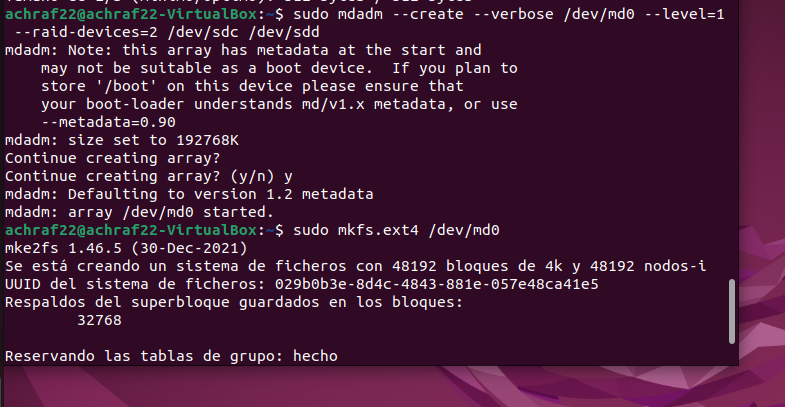 achraf22@achraf22-VirtualBox:~$ sudo mdadm --create --verbose /dev/md0 --level=1
--raid-devices=2 /dev/sdc /dev/sdd
mdadm: Note: this array has metadata at the start and
may not be suitable as a boot device.  If you plan to
store '/boot' on this device please ensure that
your boot-loader understands md/v1.x metadata, or use
--metadata=0.90
mdadm: size set to 192768K
Continue creating array?
Continue creating array? (y/n) y
mdadm: Defaulting to version 1.2 metadata
mdadm: array /dev/md0 started.
achraf22@achraf22-VirtualBox:~$ sudo mkfs.ext4 /dev/md0
mke2fs 1.46.5 (30-Dec-2021)
Se está creando un sistema de ficheros con 48192 bloques de 4k y 48192 nodos-i
UUID del sistema de ficheros: 029b0b3e-8d4c-4843-881e-057e48ca41e5
Respaldos del superbloque guardados en los bloques:
32768
Reservando las tablas de grupo: hecho